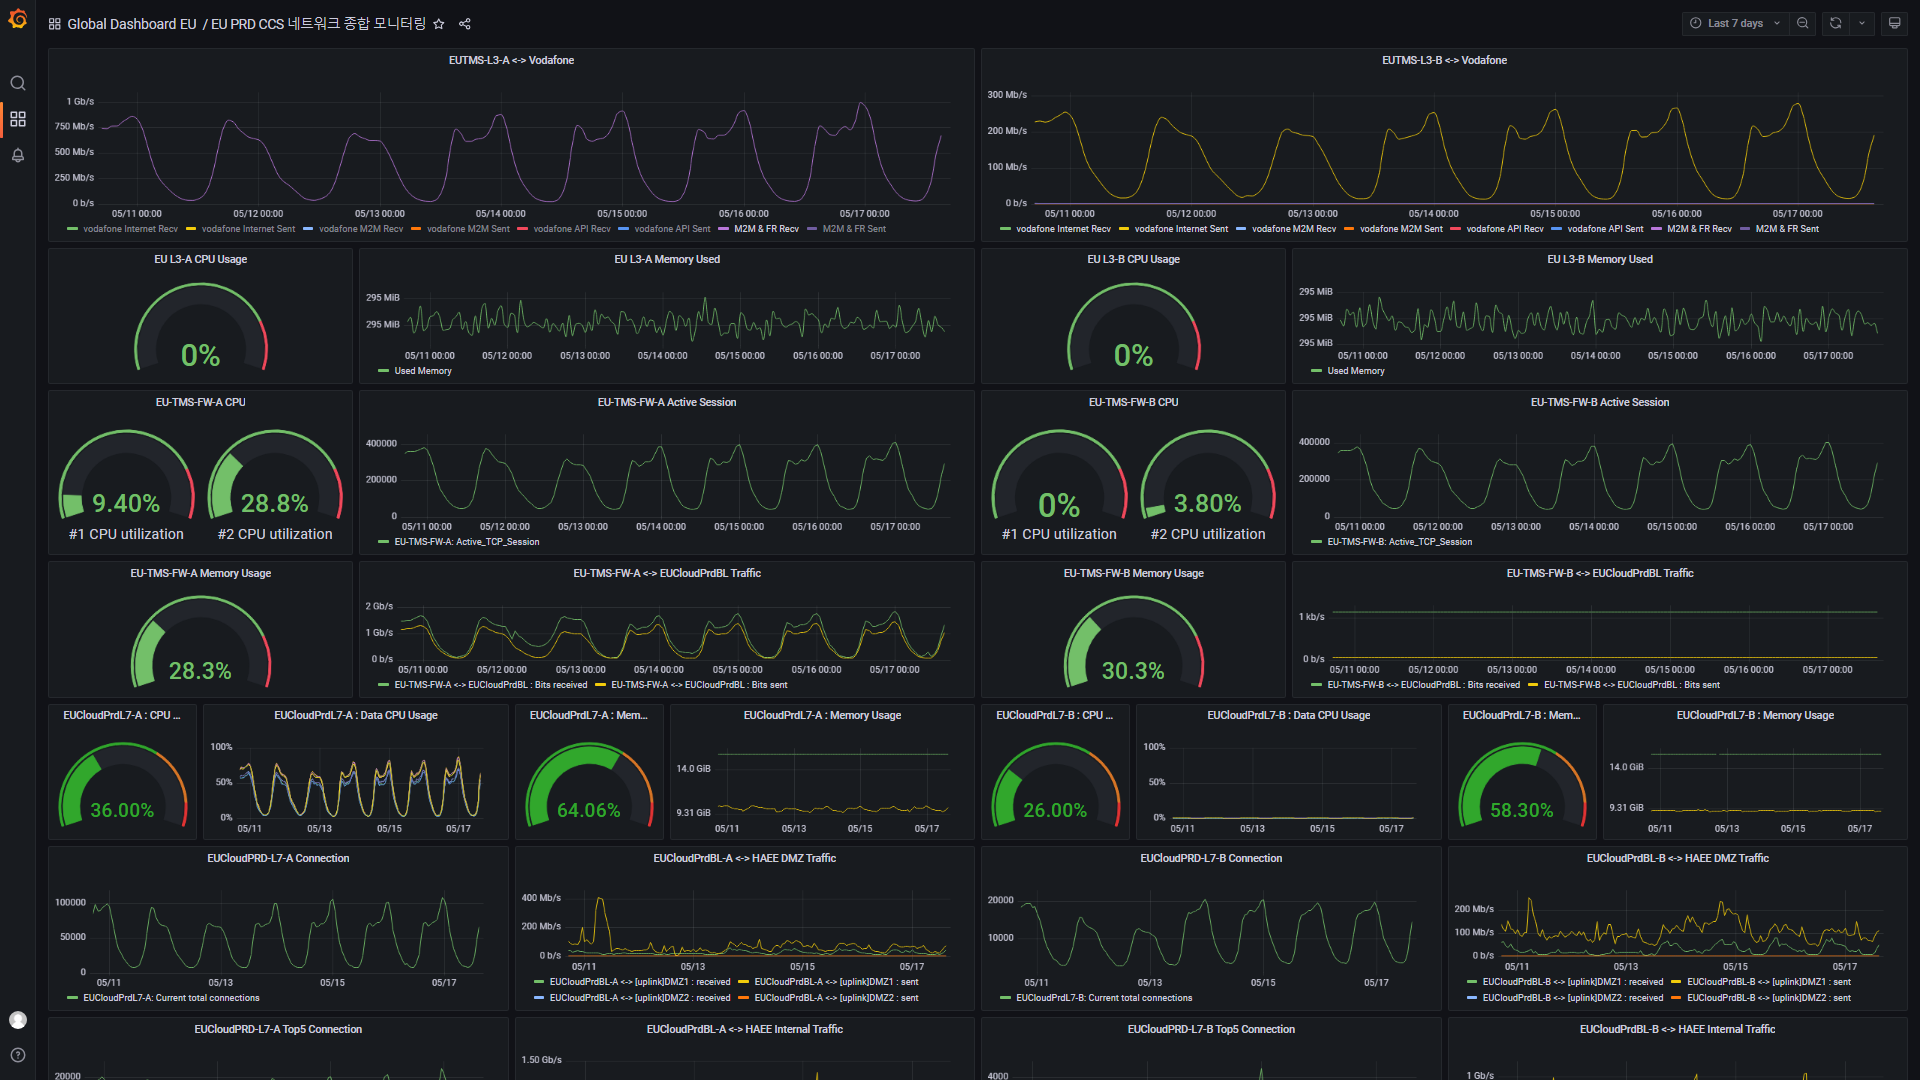 Global Dashboard EU / EU PRD CCS 네트워크 종합 모니터링
Last 7 days
EUTMS-L3-A <-> Vodafone
1 Gb/s
750 Mb/s
500 Mb/s
250 Mb/s
0 b/s
05/11 00:00 05/12 00:00 05/13 00:00 05/14 00:00 05/15 00:00 05/16 00:00 05/17 00:00
vodafone Internet Recv vodafone Internet Sent vodafone M2M Recv vodafone M2M Sent vodafone API Recv vodafone API Sent M2M & FR Recv M2M & FR Sent
EUTMS-L3-B <-> Vodafone
300 Mb/s
200 Mb/s
100 Mb/s
0 b/s
05/11 00:00 05/12 00:00 05/13 00:00 05/14 00:00 05/15 00:00 05/16 00:00 05/17 00:00
vodafone Internet Recv vodafone Internet Sent vodafone M2M Recv vodafone M2M Sent vodafone API Recv vodafone API Sent M2M & FR Recv M2M & FR Sent
EU L3-A CPU Usage
0%
EU L3-A Memory Used
295 MiB
295 MiB
05/11 00:00 05/12 00:00 05/13 00:00 05/14 00:00 05/15 00:00 05/16 00:00 05/17 00:00
Used Memory
EU L3-B CPU Usage
0%
EU L3-B Memory Used
295 MiB
295 MiB
295 MiB
05/11 00:00 05/12 00:00 05/13 00:00 05/14 00:00 05/15 00:00 05/16 00:00 05/17 00:00
Used Memory
EU-TMS-FW-A CPU
9.40% 28.8%
#1 CPU utilization #2 CPU utilization
EU-TMS-FW-A Active Session
400000
200000
0
05/11 00:00 05/12 00:00 05/13 00:00 05/14 00:00 05/15 00:00 05/16 00:00 05/17 00:00
EU-TMS-FW-A: Active_TCP_Session
EU-TMS-FW-B CPU
0% 3.80%
#1 CPU utilization #2 CPU utilization
EU-TMS-FW-B Active Session
400000
200000
0
05/11 00:00 05/12 00:00 05/13 00:00 05/14 00:00 05/15 00:00 05/16 00:00 05/17 00:00
EU-TMS-FW-B: Active_TCP_Session
EU-TMS-FW-A Memory Usage
28.3%
EU-TMS-FW-A <-> EUCloudPrdBL Traffic
2 Gb/s
1 Gb/s
0 b/s
05/11 00:00 05/12 00:00 05/13 00:00 05/14 00:00 05/15 00:00 05/16 00:00 05/17 00:00
EU-TMS-FW-A <-> EUCloudPrdBL : Bits received EU-TMS-FW-A <-> EUCloudPrdBL : Bits sent
EU-TMS-FW-B Memory Usage
30.3%
EU-TMS-FW-B <-> EUCloudPrdBL Traffic
1 kb/s
0 b/s
05/11 00:00 05/12 00:00 05/13 00:00 05/14 00:00 05/15 00:00 05/16 00:00 05/17 00:00
EU-TMS-FW-B <-> EUCloudPrdBL : Bits received EU-TMS-FW-B <-> EUCloudPrdBL : Bits sent
EUCloudPrdL7-A : CPU ...
36.00%
EUCloudPrdL7-A : Data CPU Usage
100%
50%
0%
05/11 05/13 05/15 05/17
EUCloudPrdL7-A : Mem...
64.06%
EUCloudPrdL7-A : Memory Usage
14.0 GiB
9.31 GiB
05/11 05/13 05/15 05/17
EUCloudPrdL7-B : CPU ...
26.00%
EUCloudPrdL7-B : Data CPU Usage
100%
50%
0%
05/11 05/13 05/15 05/17
EUCloudPrdL7-B : Mem...
58.30%
EUCloudPrdL7-B : Memory Usage
14.0 GiB
9.31 GiB
05/11 05/13 05/15 05/17
EUCloudPRD-L7-A Connection
100000
50000
0
05/11 05/13 05/15 05/17
EUCloudPrdL7-A: Current total connections
EUCloudPrdBL-A <-> HAEE DMZ Traffic
400 Mb/s
200 Mb/s
0 b/s
05/11 05/13 05/15 05/17
EUCloudPrdBL-A <-> [uplink]DMZ1 : received EUCloudPrdBL-A <-> [uplink]DMZ1 : sent
EUCloudPrdBL-A <-> [uplink]DMZ2 : received EUCloudPrdBL-A <-> [uplink]DMZ2 : sent
EUCloudPRD-L7-B Connection
20000
10000
05/11 05/13 05/15 05/17
EUCloudPrdL7-B: Current total connections
EUCloudPrdBL-B <-> HAEE DMZ Traffic
200 Mb/s
100 Mb/s
0 b/s
05/11 05/13 05/15 05/17
EUCloudPrdBL-B <-> [uplink]DMZ1 : received EUCloudPrdBL-B <-> [uplink]DMZ1 : sent
EUCloudPrdBL-B <-> [uplink]DMZ2 : received EUCloudPrdBL-B <-> [uplink]DMZ2 : sent
EUCloudPRD-L7-A Top5 Connection
20000
EUCloudPrdBL-A <-> HAEE Internal Traffic
1.50 Gb/s
EUCloudPRD-L7-B Top5 Connection
4000
EUCloudPrdBL-B <-> HAEE Internal Traffic
1 Gb/s